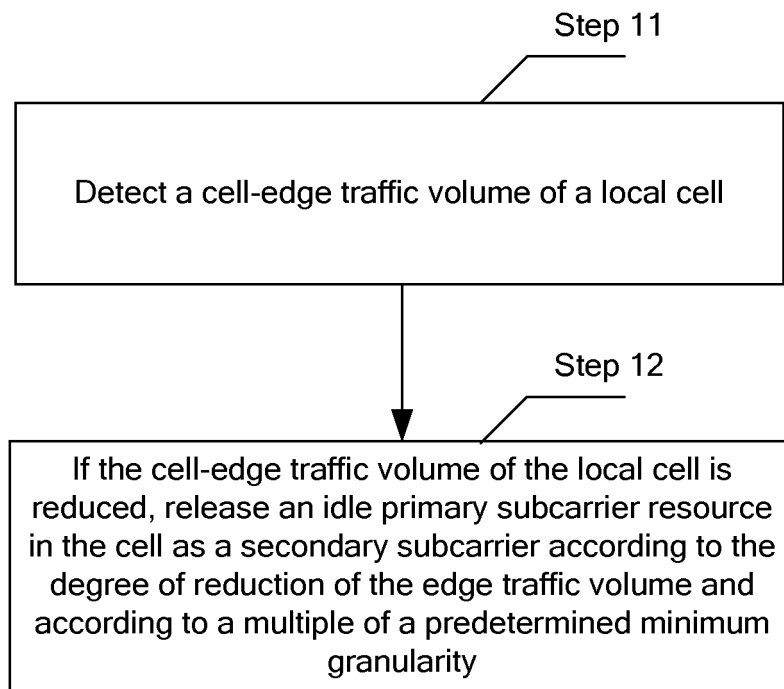 Step 11
Detect a cell-edge traffic volume of a local cell
Step 12
If the cell-edge traffic volume of the local cell is
reduced, release an idle primary subcarrier resource
in the cell as a secondary subcarrier according to the
degree of reduction of the edge traffic volume and
according to a multiple of a predetermined minimum
granularity